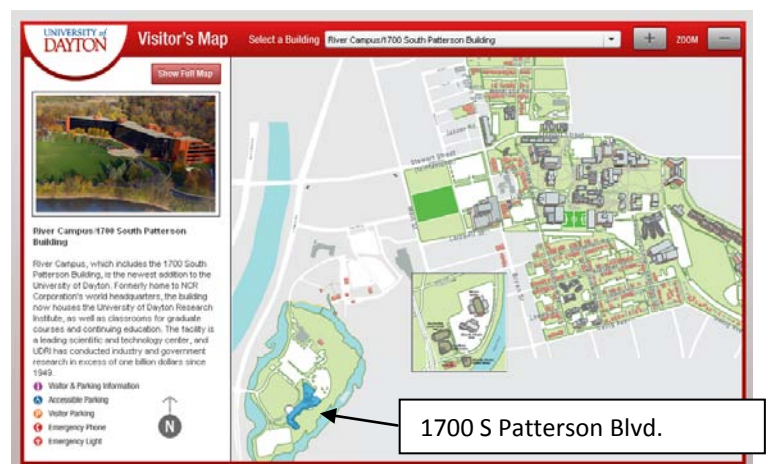 UNIVERSITY of
DAYTON
Visitor's Map
Select a Building
River Campus/1700 South Patterson Building
+ ZOOM −
Show Full Map
River Campus/1700 South Patterson
Building
River Campus, which includes the 1700 South
Patterson Building, is the newest addition to the
University of Dayton. Formerly home to NCR
Corporation's world headquarters, the building
now houses the University of Dayton Research
Institute, as well as classrooms for graduate
courses and continuing education. The facility is
a leading scientific and technology center, and
UDRI has conducted industry and government
research in excess of one billion dollars since
1949.
Visitor & Parking Information
Accessible Parking
Visitor Parking
Emergency Phone
Emergency Light
N
Stewart Street
1700 S Patterson Blvd.